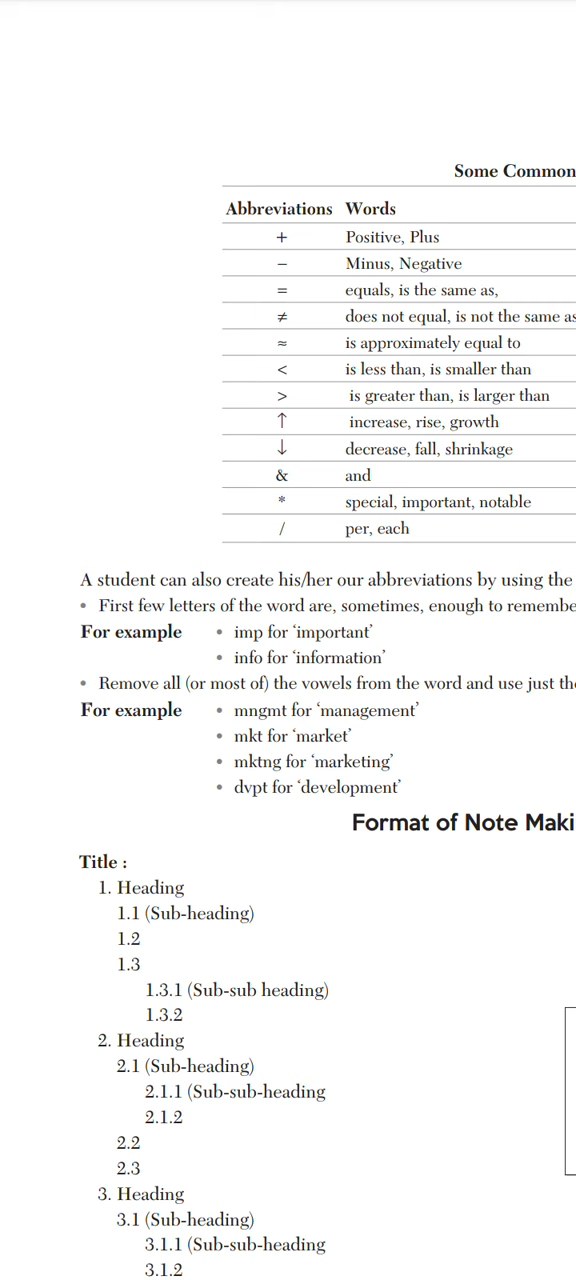 Some Common
Abbreviations Words
+ Positive, Plus
− Minus, Negative
= equals, is the same as,
≠ does not equal, is not the same as
≈ is approximately equal to
< is less than, is smaller than
> is greater than, is larger than
↑ increase, rise, growth
↓ decrease, fall, shrinkage
& and
* special, important, notable
/ per, each
A student can also create his/her our abbreviations by using the
• First few letters of the word are, sometimes, enough to remembe
For example • imp for ‘important’
• info for ‘information’
• Remove all (or most of) the vowels from the word and use just the
For example • mngmt for ‘management’
• mkt for ‘market’
• mktng for ‘marketing’
• dvpt for ‘development’
Format of Note Maki
Title :
1. Heading
1.1 (Sub-heading)
1.2
1.3
1.3.1 (Sub-sub heading)
1.3.2
2. Heading
2.1 (Sub-heading)
2.1.1 (Sub-sub-heading
2.1.2
2.2
2.3
3. Heading
3.1 (Sub-heading)
3.1.1 (Sub-sub-heading
3.1.2